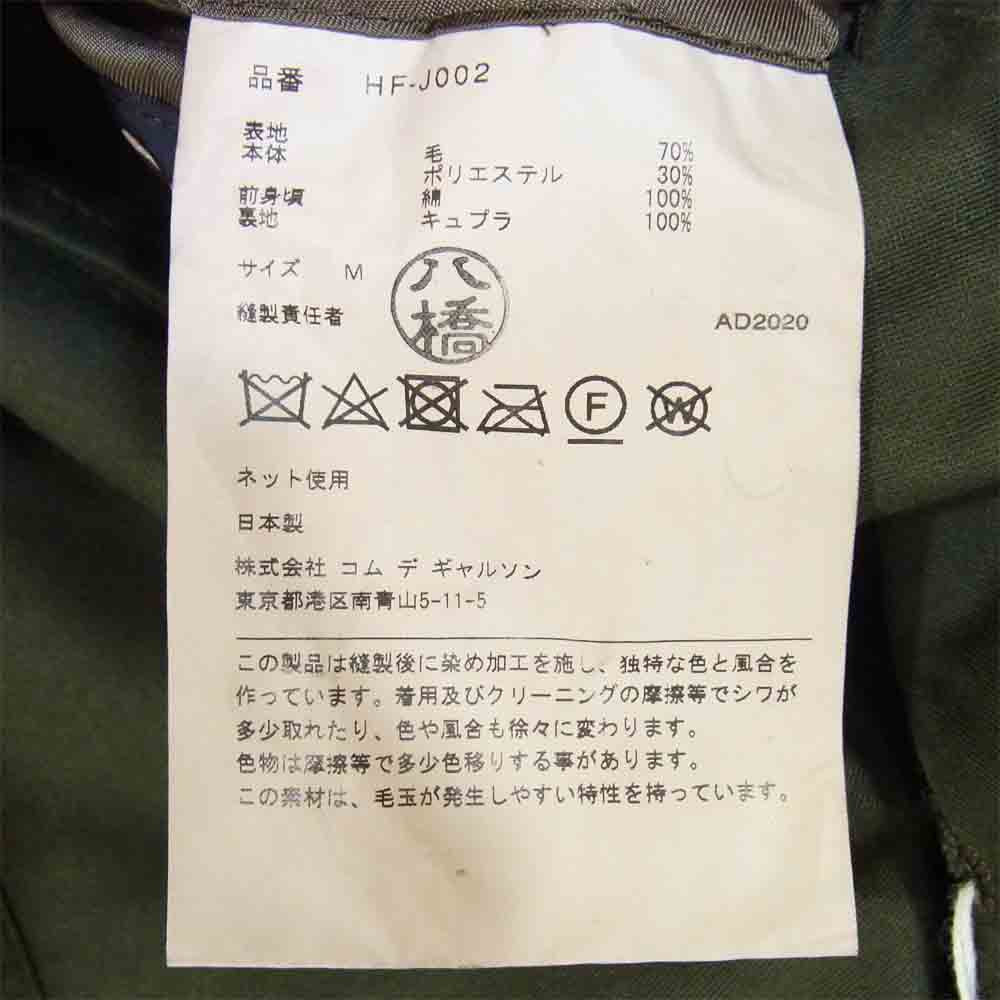 品番 HF-J002
表地
本体 毛 70%
ポリエステル 30%
前身頃 綿 100%
裏地 キュプラ 100%
サイズ M
八橋
縫製責任者 AD2020
F W
ネット使用
日本製
株式会社 コム デ ギャルソン
東京都港区南青山5-11-5
この製品は縫製後に染め加工を施し、独特な色と風合を
作っています。着用及びクリーニングの摩擦等でシワが
多少取れたり、色や風合も徐々に変わります。
色物は摩擦等で多少色移りする事があります。
この素材は、毛玉が発生しやすい特性を持っています。